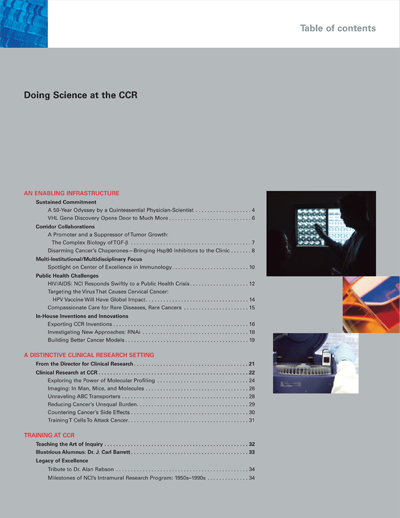 Table of contents
Doing Science at the CCR
AN ENABLING INFRASTRUCTURE
Sustained Commitment
A 50-Year Odyssey by a Quintessential Physician-Scientist . . . . . . . . . . . . . . . . . . . 4
VHL Gene Discovery Opens Door to Much More. . . . . . . . . . . . . . . . . . . . . . . . . . . . 6
Corridor Collaborations
A Promoter and a Suppressor of Tumor Growth:
The Complex Biology of TGF-β . . . . . . . . . . . . . . . . . . . . . . . . . . . . . . . . . . . . . . . . 7
Disarming Cancer's Chaperones—Bringing Hsp90 Inhibitors to the Clinic . . . . . . . 8
Multi-Institutional/Multidisciplinary Focus
Spotlight on Center of Excellence in Immunology. . . . . . . . . . . . . . . . . . . . . . . . . . 10
Public Health Challenges
HIV/AIDS: NCI Responds Swiftly to a Public Health Crisis . . . . . . . . . . . . . . . . . . . . 12
Targeting the Virus That Causes Cervical Cancer:
HPV Vaccine Will Have Global Impact. . . . . . . . . . . . . . . . . . . . . . . . . . . . . . . . . . . 14
Compassionate Care for Rare Diseases, Rare Cancers . . . . . . . . . . . . . . . . . . . . . . 15
In-House Inventions and Innovations
Exporting CCR Inventions . . . . . . . . . . . . . . . . . . . . . . . . . . . . . . . . . . . . . . . . . . . . . 16
Investigating New Approaches: RNAi . . . . . . . . . . . . . . . . . . . . . . . . . . . . . . . . . . . . 18
Building Better Cancer Models . . . . . . . . . . . . . . . . . . . . . . . . . . . . . . . . . . . . . . . . . 19
A DISTINCTIVE CLINICAL RESEARCH SETTING
From the Director for Clinical Research. . . . . . . . . . . . . . . . . . . . . . . . . . . . . . . . . . . . . . 21
Clinical Research at CCR. . . . . . . . . . . . . . . . . . . . . . . . . . . . . . . . . . . . . . . . . . . . . . . . . . 22
Exploring the Power of Molecular Profiling . . . . . . . . . . . . . . . . . . . . . . . . . . . . . . . 24
Imaging: In Man, Mice, and Molecules . . . . . . . . . . . . . . . . . . . . . . . . . . . . . . . . . . . 26
Unraveling ABC Transporters . . . . . . . . . . . . . . . . . . . . . . . . . . . . . . . . . . . . . . . . . . 28
Reducing Cancer's Unequal Burden. . . . . . . . . . . . . . . . . . . . . . . . . . . . . . . . . . . . . . 29
Countering Cancer's Side Effects . . . . . . . . . . . . . . . . . . . . . . . . . . . . . . . . . . . . . . . 30
Training T Cells To Attack Cancer. . . . . . . . . . . . . . . . . . . . . . . . . . . . . . . . . . . . . . . . 31
TRAINING AT CCR
Teaching the Art of Inquiry . . . . . . . . . . . . . . . . . . . . . . . . . . . . . . . . . . . . . . . . . . . . . . . . 32
Illustrious Alumnus: Dr. J. Carl Barrett. . . . . . . . . . . . . . . . . . . . . . . . . . . . . . . . . . . . . . . 33
Legacy of Excellence
Tribute to Dr. Alan Rabson . . . . . . . . . . . . . . . . . . . . . . . . . . . . . . . . . . . . . . . . . . . . 34
Milestones of NCI's Intramural Research Program: 1950s–1990s . . . . . . . . . . . . . . 34